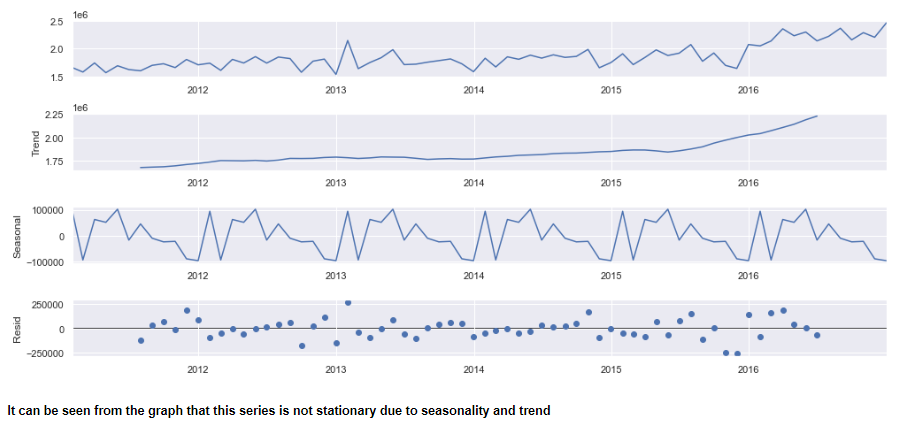 1e6
2.5
2.0
1.5
2012 2013 2014 2015 2016
1e6
2.25
Trend
1.75
2012 2013 2014 2015 2016
100000
Seasonal
0
−100000
2012 2013 2014 2015 2016
250000
Resid
0
−250000
2012 2013 2014 2015 2016
It can be seen from the graph that this series is not stationary due to seasonality and trend